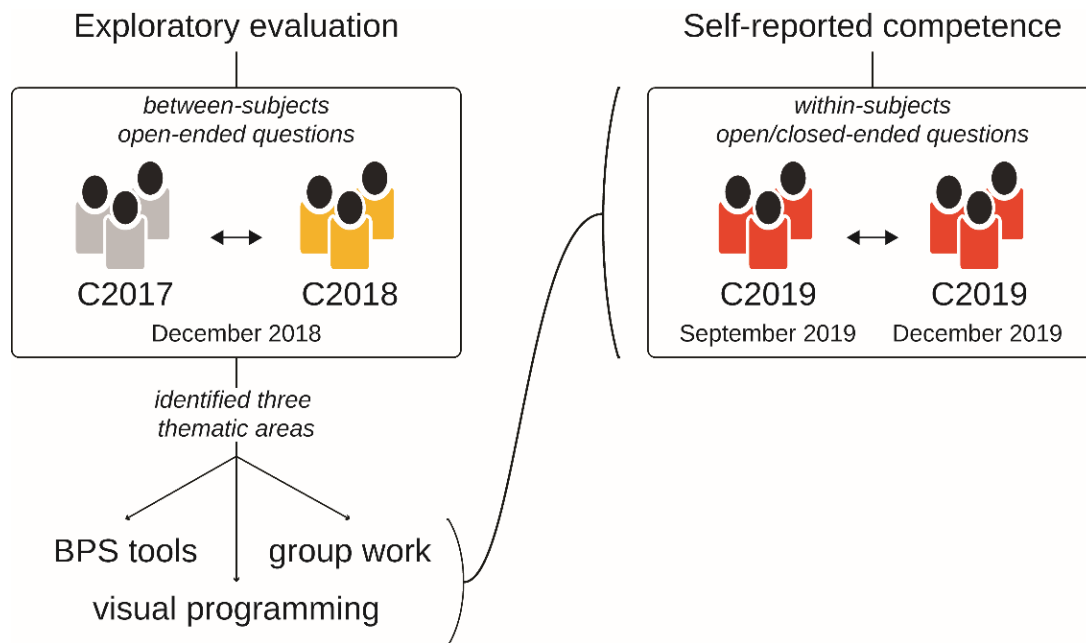 Exploratory evaluation
between-subjects
open-ended questions
C2017
C2018
December 2018
identified three
thematic areas
BPS tools
group work
visual programming
Self-reported competence
within-subjects
open/closed-ended questions
C2019
C2019
September 2019
December 2019